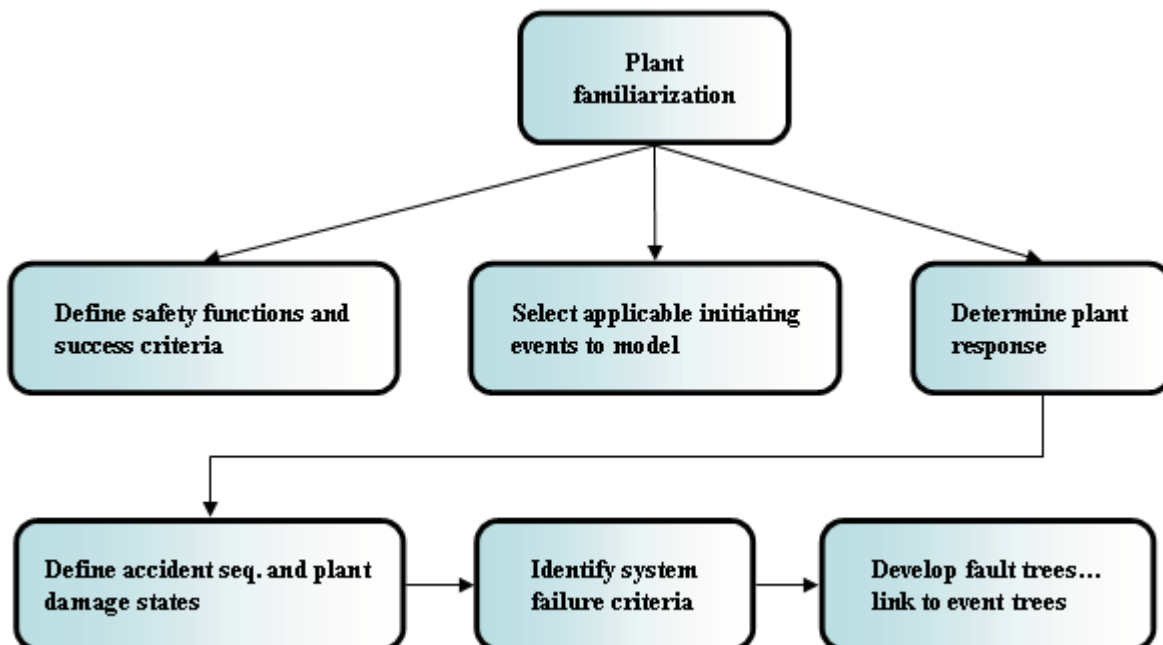 Plant
familiarization
Define safety functions and
success criteria
Select applicable initiating
events to model
Determine plant
response
Define accident seq. and plant
damage states
Identify system
failure criteria
Develop fault trees...
link to event trees